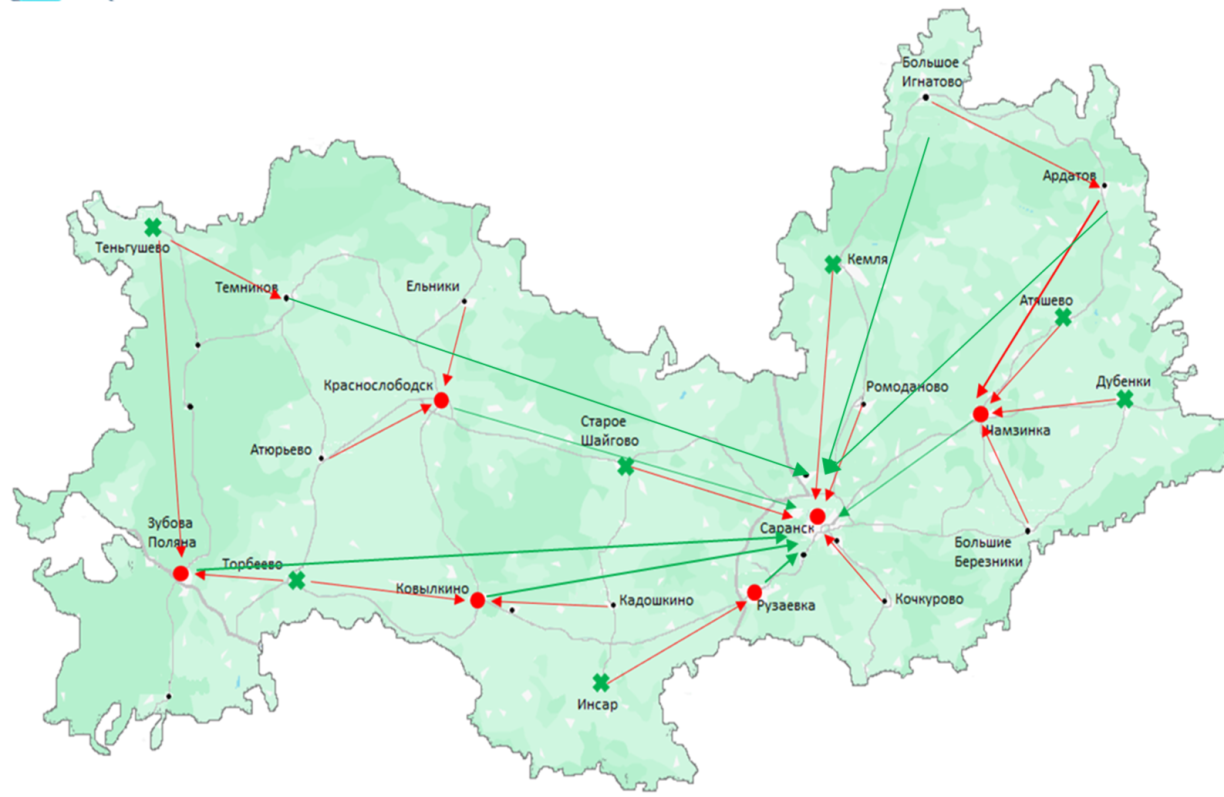 Большое
Игнатово
Ардатов
Теньгушево
Кемля
Темников
Ельники
Атяшево
Краснослободск
Ромоданово
Дубенки
Старое
Шайгово
Чамзинка
Атюрьево
Зубова
Поляна
Саранск
Большие
Березники
Торбеево
Ковылкино
Кадошкино
Рузаевка
Кочкурово
Инсар